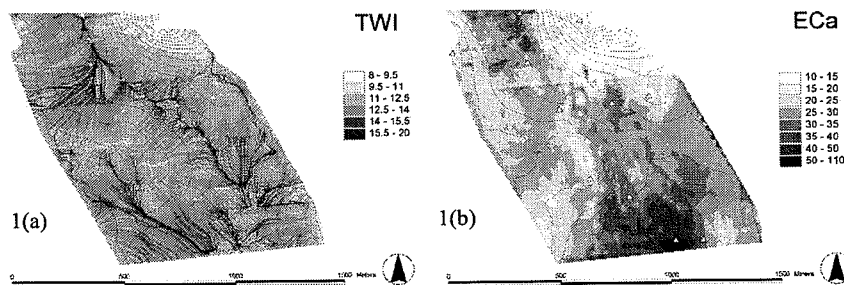 TWI
8 - 9.5
9.5 - 11
11 - 12.5
12.5 - 14
14 - 15.5
15.5 - 20
1(a)
0 500 1000 1500 Meters
ECa
10 - 15
15 - 20
20 - 25
25 - 30
30 - 35
35 - 40
40 - 50
50 - 110
1(b)
0 500 1000 1500 Meters